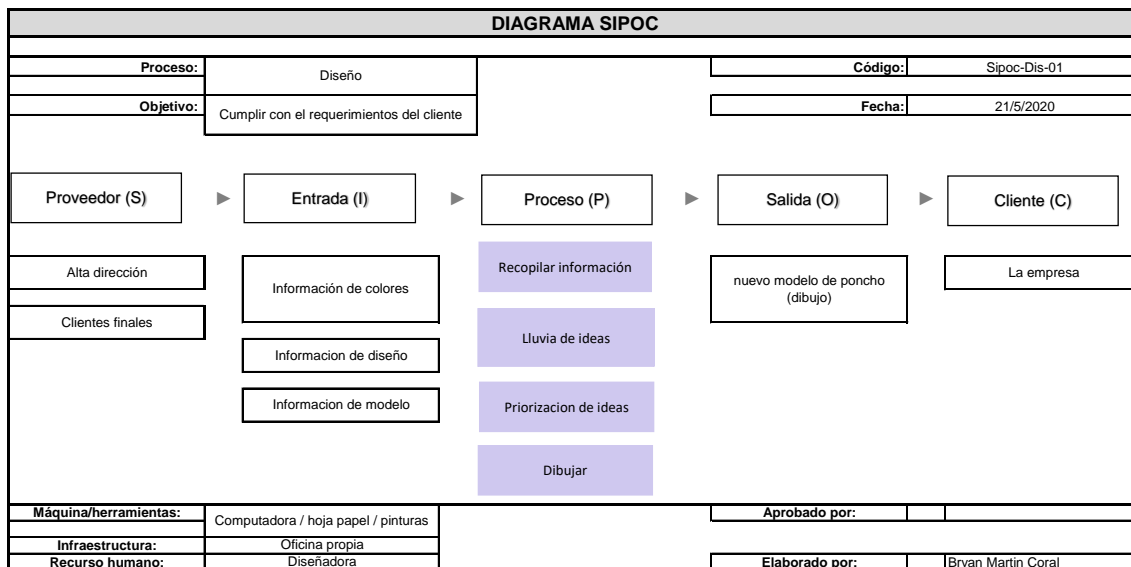 DIAGRAMA SIPOC
Proceso:
Diseño
Código:
Sipoc-Dis-01
Objetivo:
Cumplir con el requerimientos del cliente
Fecha:
21/5/2020
Proveedor (S)
Entrada (I)
Proceso (P)
Salida (O)
Cliente (C)
Alta dirección
Clientes finales
Información de colores
Informacion de diseño
Informacion de modelo
Recopilar información
Lluvia de ideas
Priorizacion de ideas
Dibujar
nuevo modelo de poncho
(dibujo)
La empresa
Máquina/herramientas:
Computadora / hoja papel / pinturas
Aprobado por:
Infraestructura:
Oficina propia
Recurso humano:
Diseñadora
Elaborado por:
Bryan Martin Coral